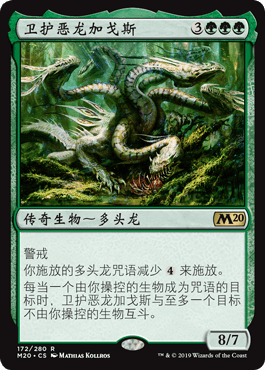 卫护恶龙加戈斯 3
M20
传奇生物～多头龙
警戒
你施放的多头龙咒语减少 4 来施放。
每当一个由你操控的生物成为咒语的
目标时，卫护恶龙加戈斯与至多一个目标
不由你操控的生物互斗。
8/7
172/280 R
M20 • CS MATHIAS KOLLROS
™ & © 2019 Wizards of the Coast